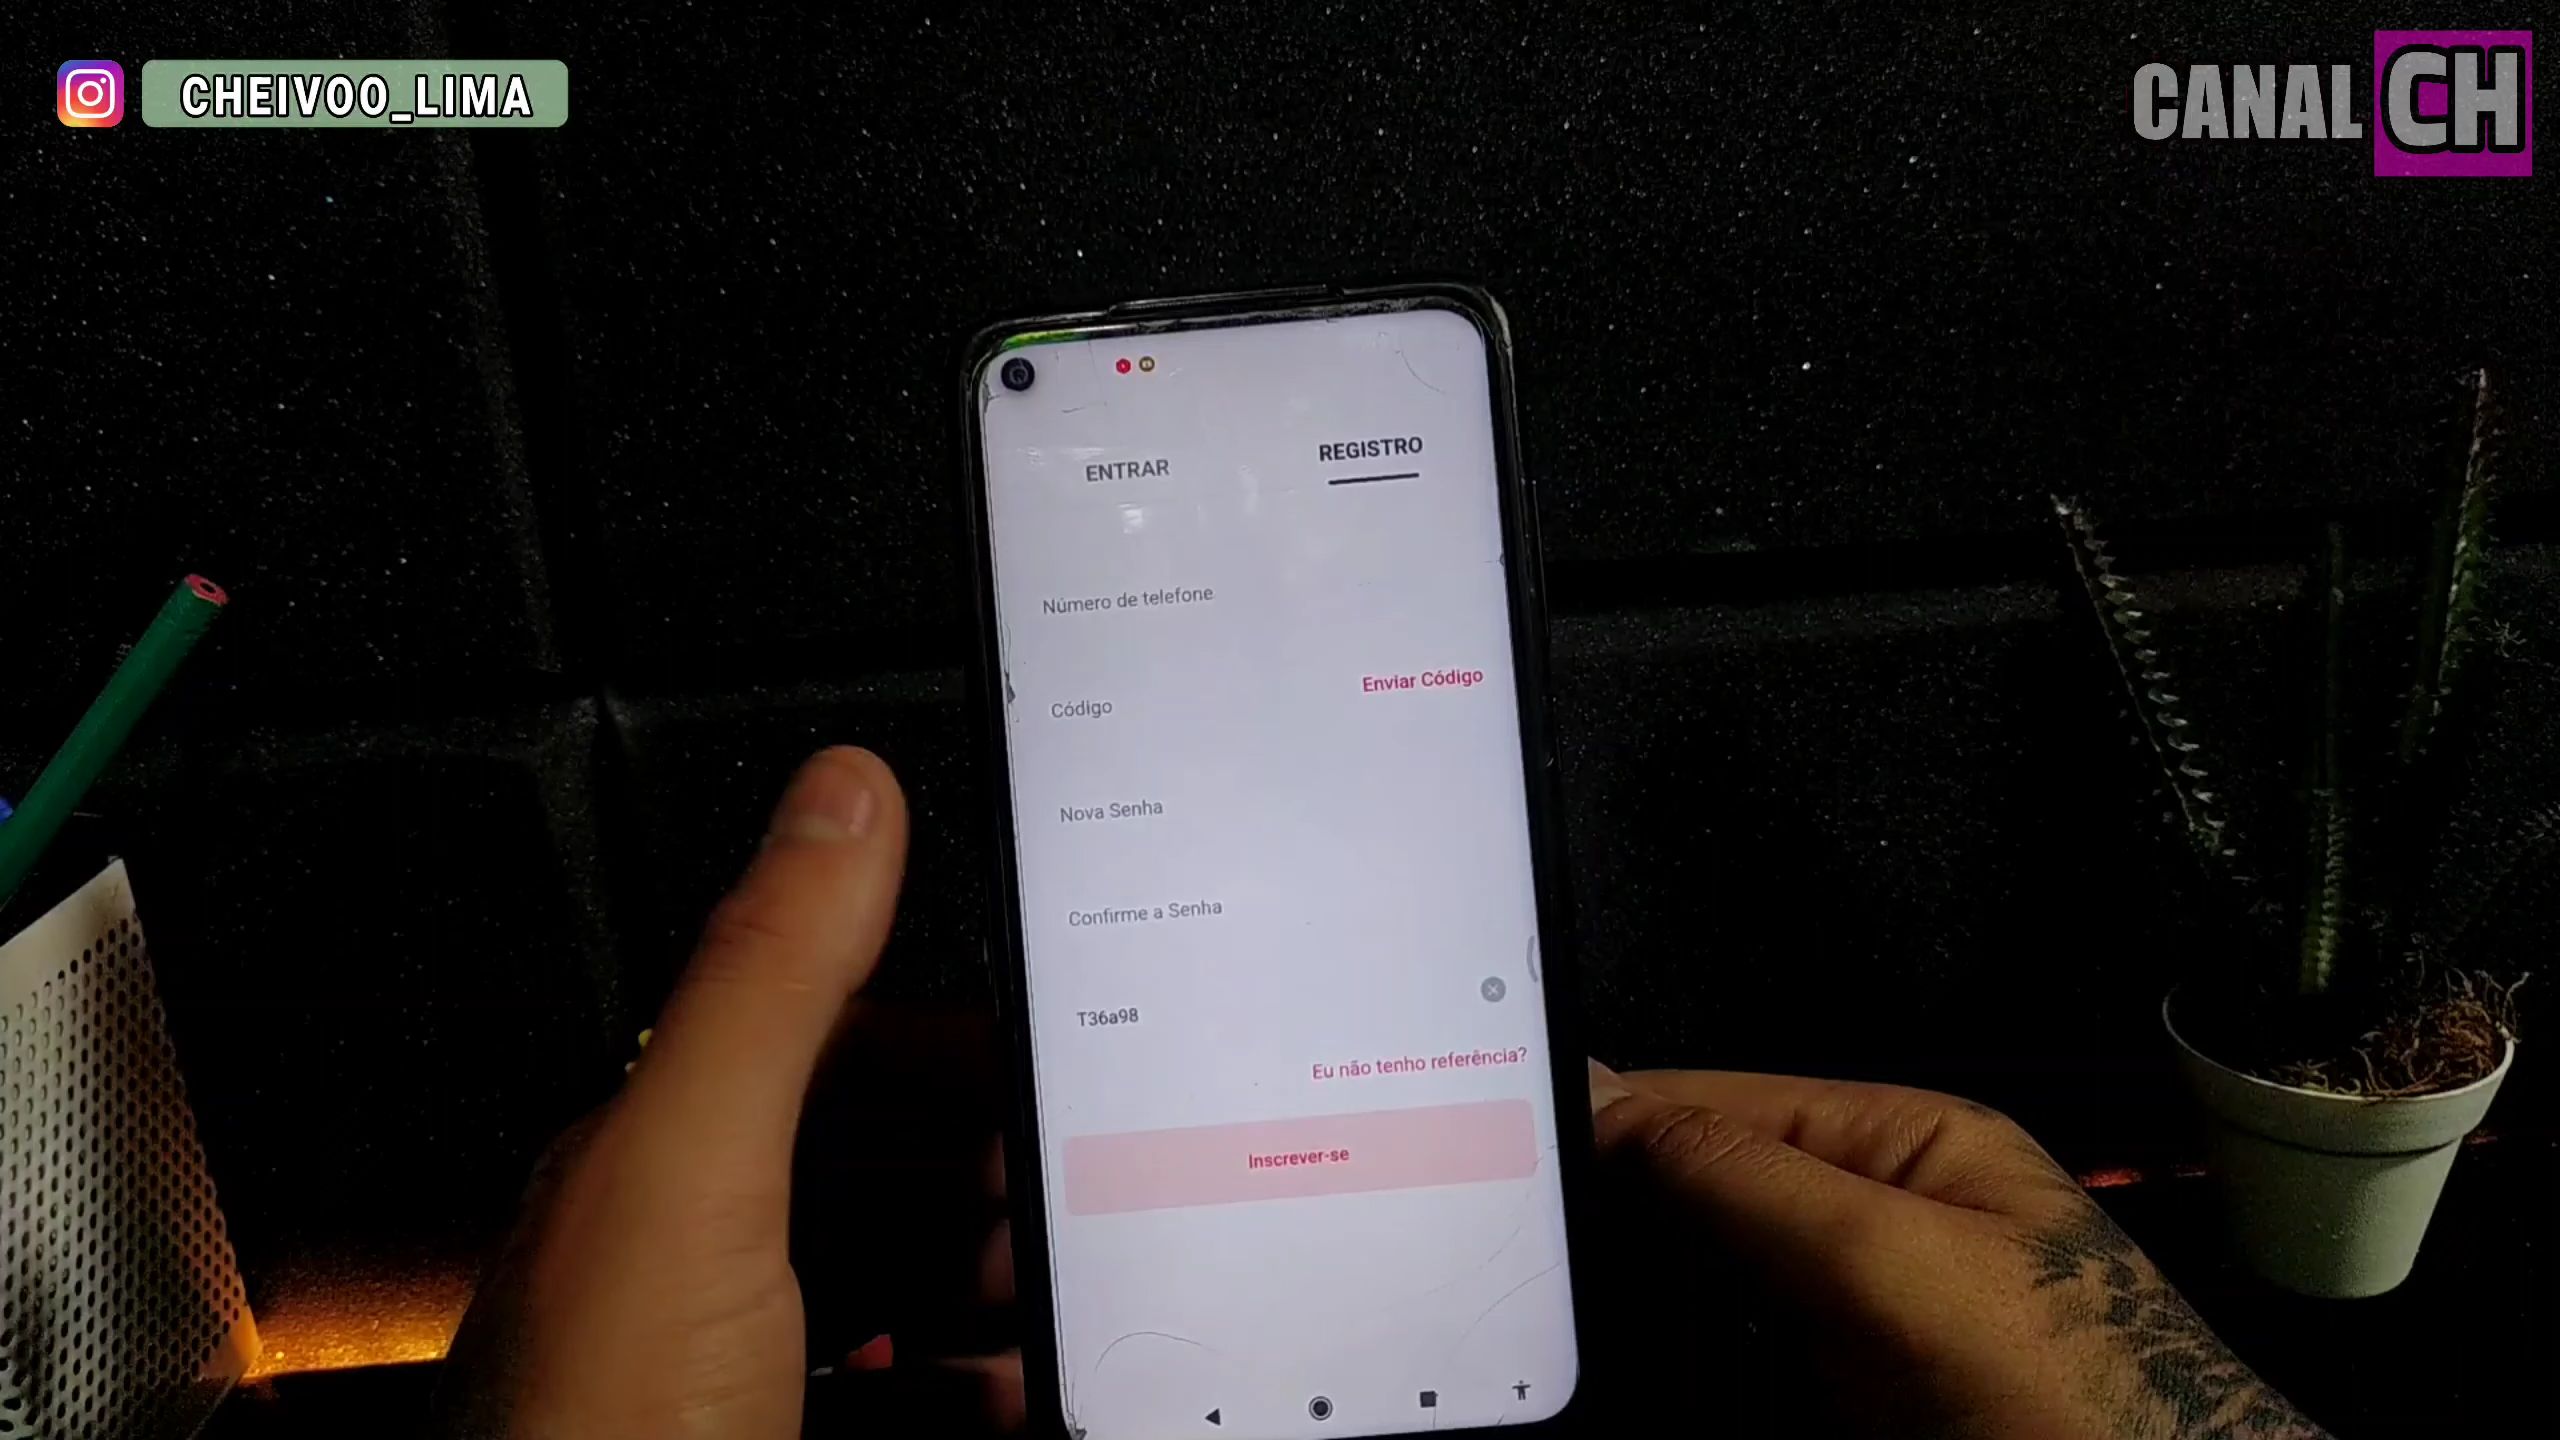 CHEIVOO_LIMA
CANAL CH
ENTRAR
REGISTRO
Número de telefone
Código
Enviar Código
Nova Senha
Confirme a Senha
T36a98
Eu não tenho referência?
Inscrever-se